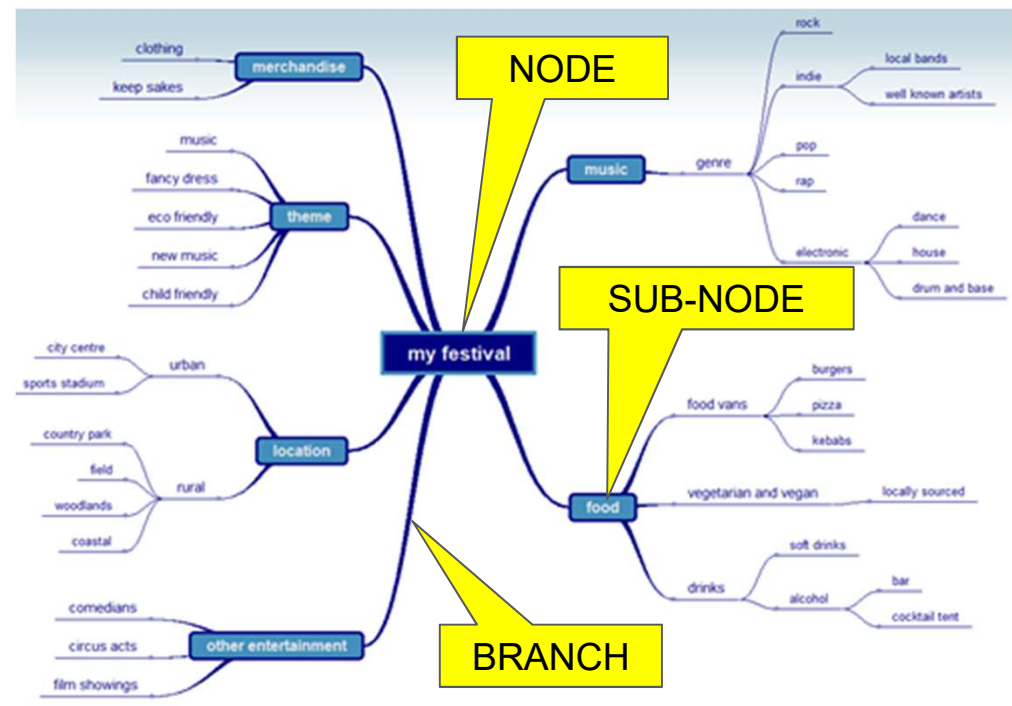 NODE
SUB-NODE
BRANCH
my festival
merchandise
clothing
keep sakes
theme
music
fancy dress
eco friendly
new music
child friendly
location
urban
city centre
sports stadium
rural
country park
field
woodlands
coastal
other entertainment
comedians
circus acts
film showings
music
genre
rock
indie
local bands
well known artists
pop
rap
electronic
dance
house
drum and base
food
food vans
burgers
pizza
kebabs
vegetarian and vegan
locally sourced
drinks
soft drinks
alcohol
bar
cocktail tent